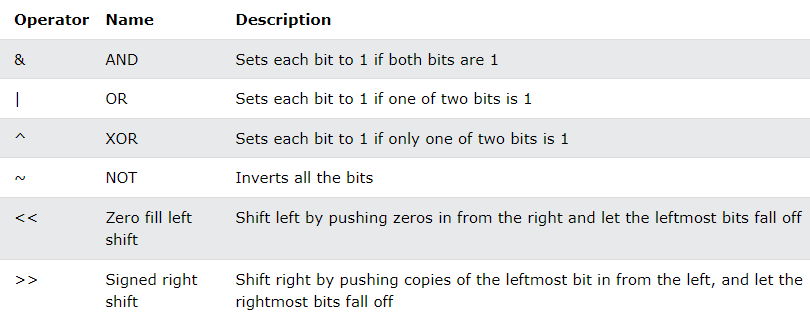 Operator Name Description
& AND Sets each bit to 1 if both bits are 1
| OR Sets each bit to 1 if one of two bits is 1
^ XOR Sets each bit to 1 if only one of two bits is 1
~ NOT Inverts all the bits
<< Zero fill left Shift left by pushing zeros in from the right and let the leftmost bits fall off
shift
>> Signed right Shift right by pushing copies of the leftmost bit in from the left, and let the
shift rightmost bits fall off